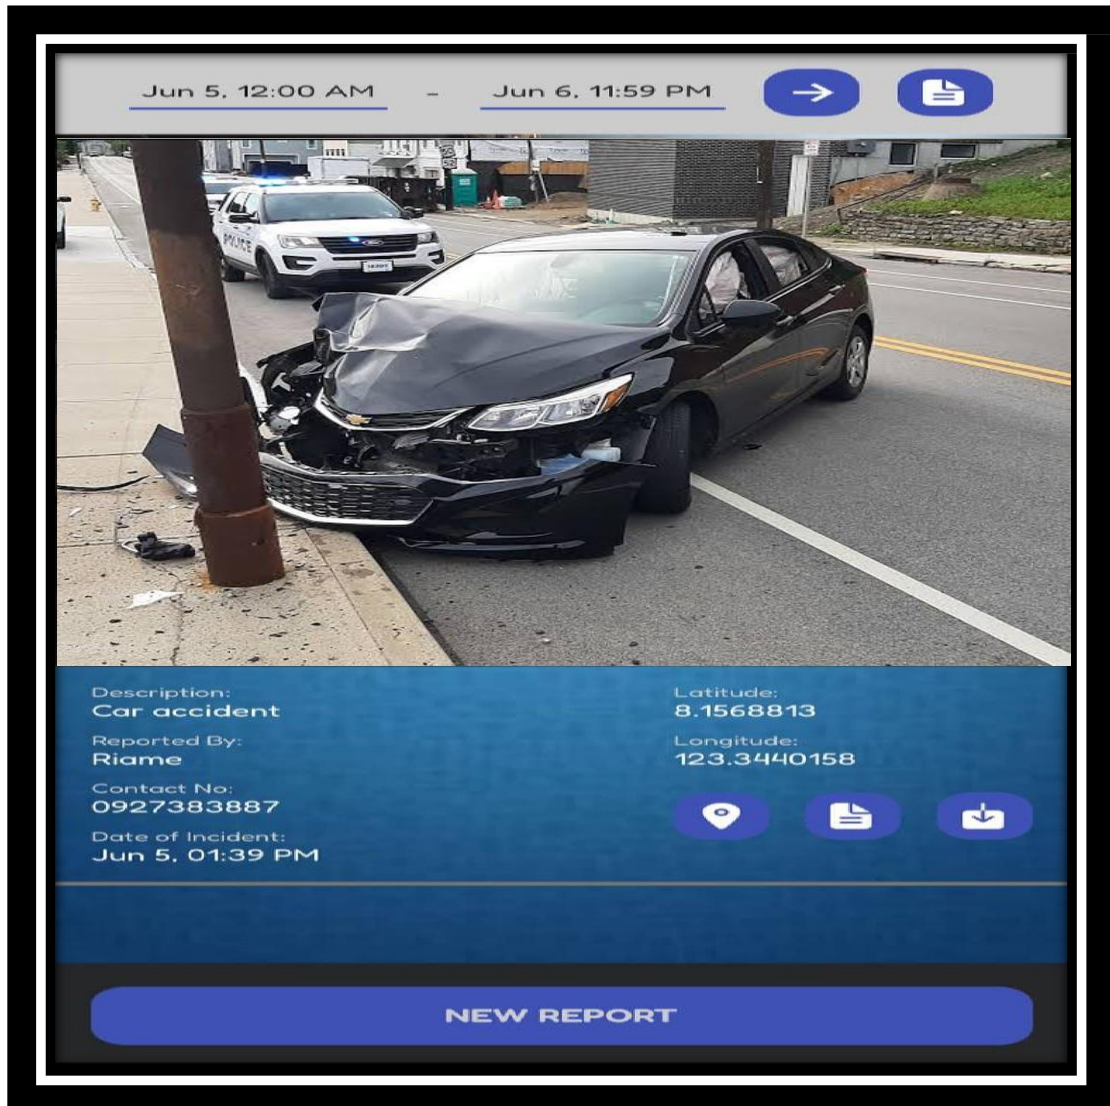 Jun 5, 12:00 AM - Jun 6, 11:59 PM
POLICE
Description:
Car accident
Reported By:
Riame
Contact No:
0927383887
Date of Incident:
Jun 5, 01:39 PM
Latitude:
8.1568813
Longitude:
123.3440158
NEW REPORT